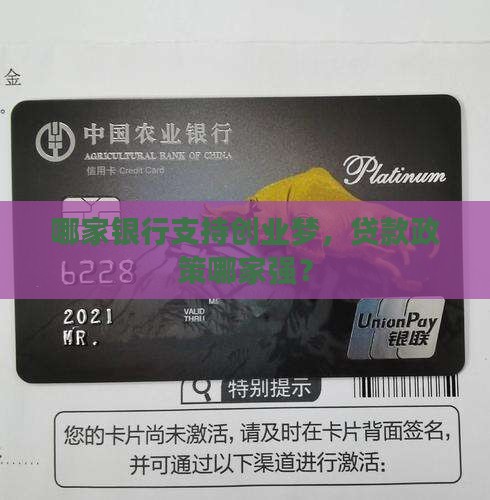 金
中国农业银行
AGRICULTURAL BANK OF CHINA
信用卡 Credit Card
Platinum
哪家银行支持创业梦，贷款政
策哪家强？
6228
2021
VALID
THRU
MR.
UnionPay
银联
特别提示
您的卡片尚未激活，请及时在卡片背面签名，
并可通过以下渠道进行激活：